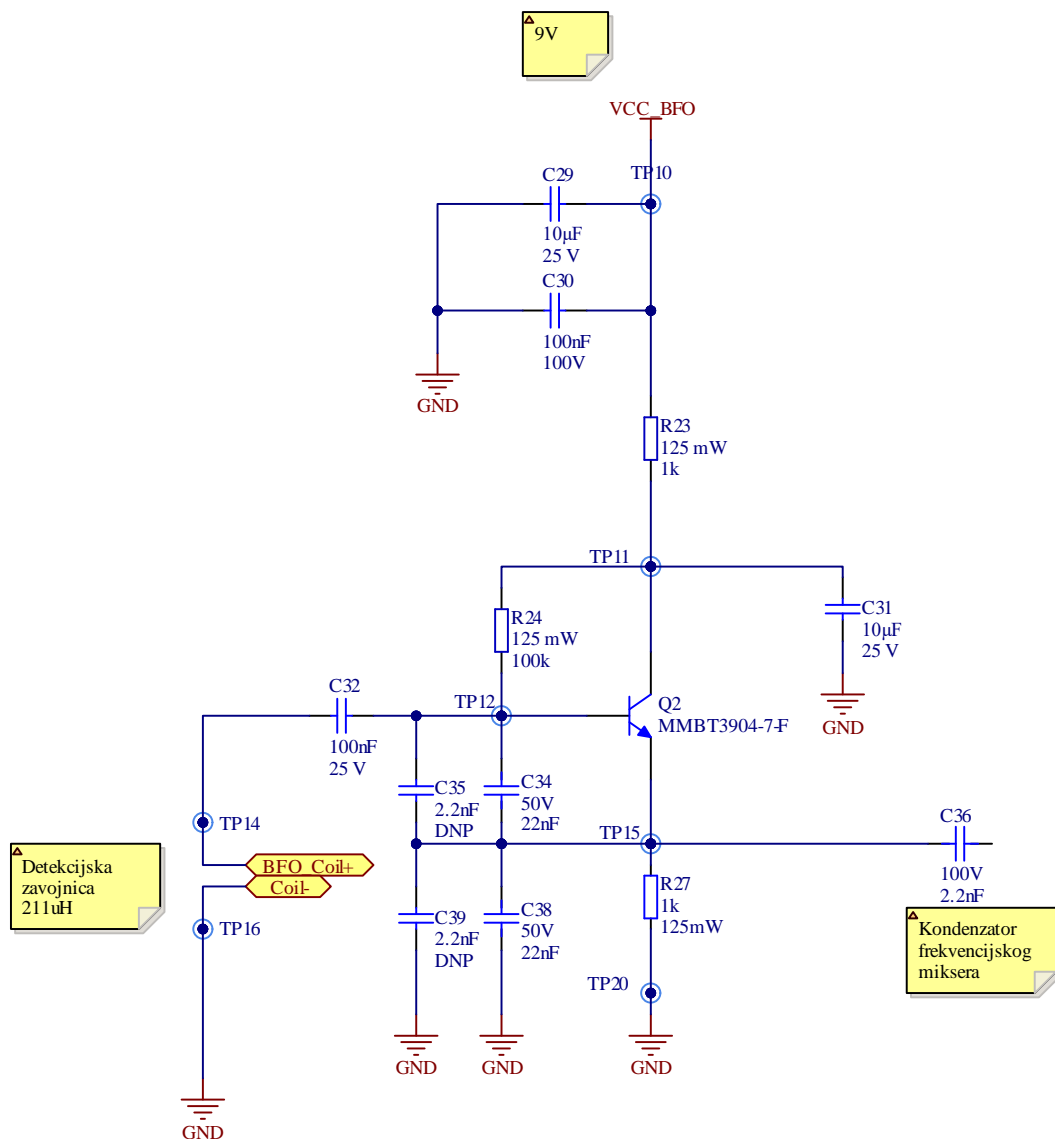 9V
VCC_BFO
TP10
C29
10µF
25 V
C30
100nF
100V
GND
R23
125 mW
1k
TP11
R24
125 mW
100k
C31
10µF
25 V
GND
C32
100nF
25 V
TP12
Q2
MMBT3904-7-F
C35
2.2nF
DNP
C34
50V
22nF
TP14
TP15
C36
100V
2.2nF
Detekcijska
zavojnica
211uH
BFO_Coil+
Coil-
TP16
C39
2.2nF
DNP
C38
50V
22nF
R27
1k
125mW
Kondenzator
frekvencijskog
miksera
TP20
GND
GND
GND
GND